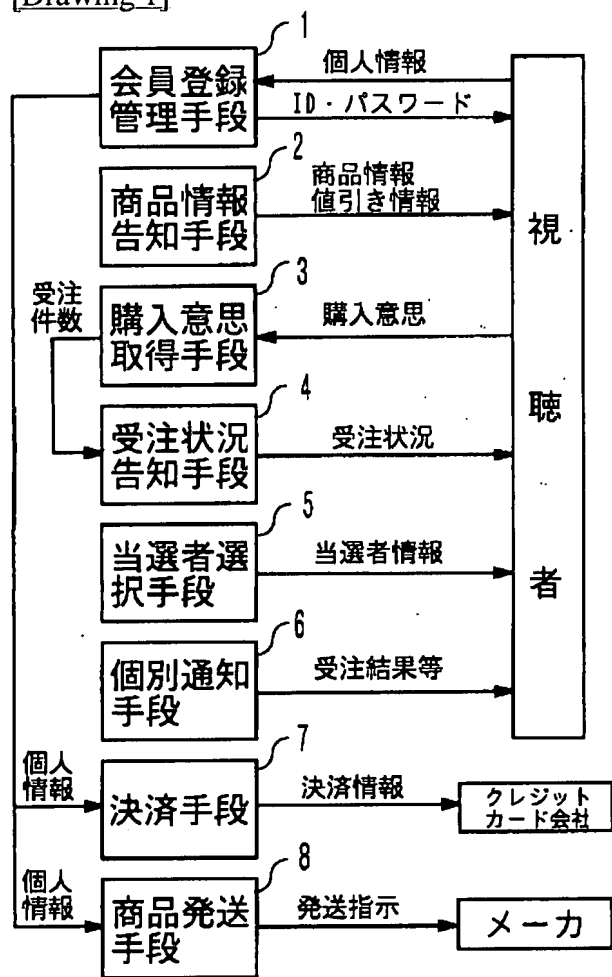 [Drawing 1]
1
会員登録
管理手段
個人情報
ID・パスワード
2
商品情報
告知手段
商品情報
値引き情報
3
受注
件数
購入意思
取得手段
購入意思
4
受注状況
告知手段
受注状況
5
当選者選
択手段
当選者情報
6
個別通知
手段
受注結果等
視
聴
者
7
個人
情報
決済手段
決済情報
クレジット
カード会社
8
個人
情報
商品発送
手段
発送指示
メーカ